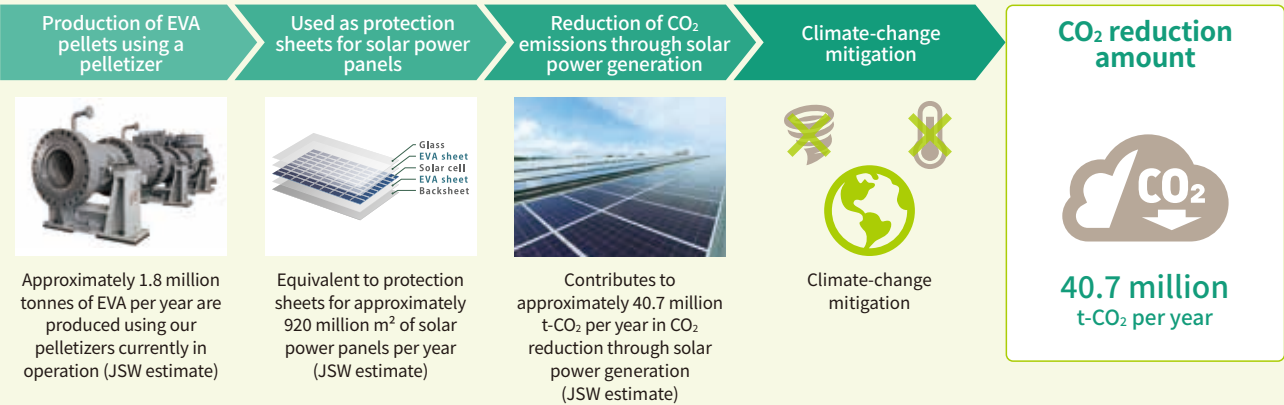 Production of EVA
pellets using a
pelletizer
Used as protection
sheets for solar power
panels
Reduction of CO₂
emissions through solar
power generation
Climate-change
mitigation
CO₂ reduction
amount
Glass
EVA sheet
Solar cell
EVA sheet
Backsheet
CO₂
Approximately 1.8 million
tonnes of EVA per year are
produced using our
pelletizers currently in
operation (JSW estimate)
Equivalent to protection
sheets for approximately
920 million m² of solar
power panels per year
(JSW estimate)
Contributes to
approximately 40.7 million
t-CO₂ per year in CO₂
reduction through solar
power generation
(JSW estimate)
Climate-change
mitigation
40.7 million
t-CO₂ per year